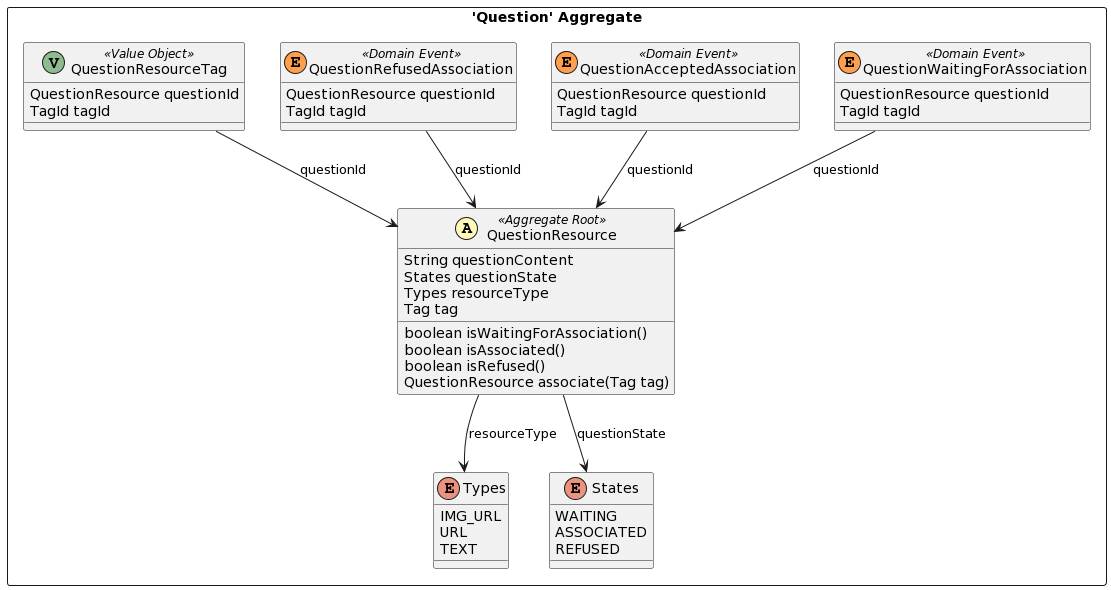 'Question' Aggregate
V
«Value Object»
QuestionResourceTag
QuestionResource questionId
TagId tagId
E
«Domain Event»
QuestionRefusedAssociation
QuestionResource questionId
TagId tagId
E
«Domain Event»
QuestionAcceptedAssociation
QuestionResource questionId
TagId tagId
E
«Domain Event»
QuestionWaitingForAssociation
QuestionResource questionId
TagId tagId
questionId
questionId
questionId
questionId
A
«Aggregate Root»
QuestionResource
String questionContent
States questionState
Types resourceType
Tag tag
boolean isWaitingForAssociation()
boolean isAssociated()
boolean isRefused()
QuestionResource associate(Tag tag)
resourceType
questionState
E
Types
IMG_URL
URL
TEXT
E
States
WAITING
ASSOCIATED
REFUSED